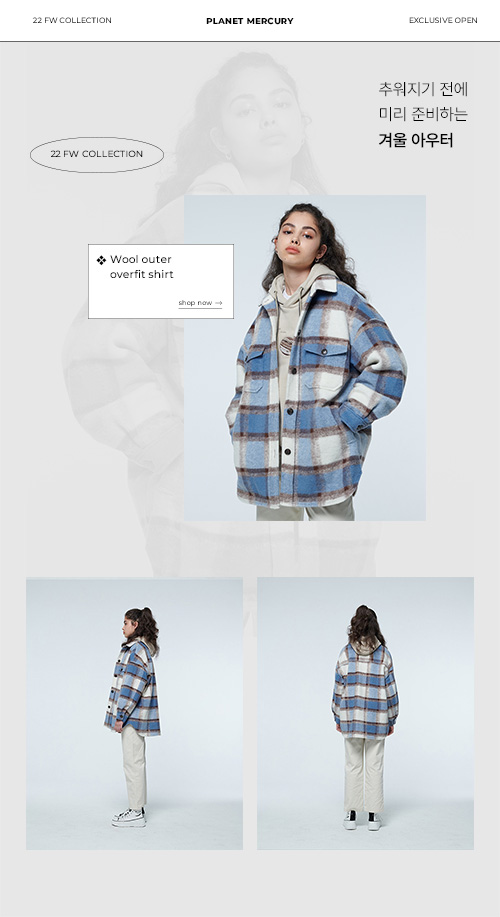 22 FW COLLECTION
PLANET MERCURY
EXCLUSIVE OPEN
추워지기 전에
미리 준비하는
겨울 아우터
22 FW COLLECTION
Wool outer
overfit shirt
shop now →